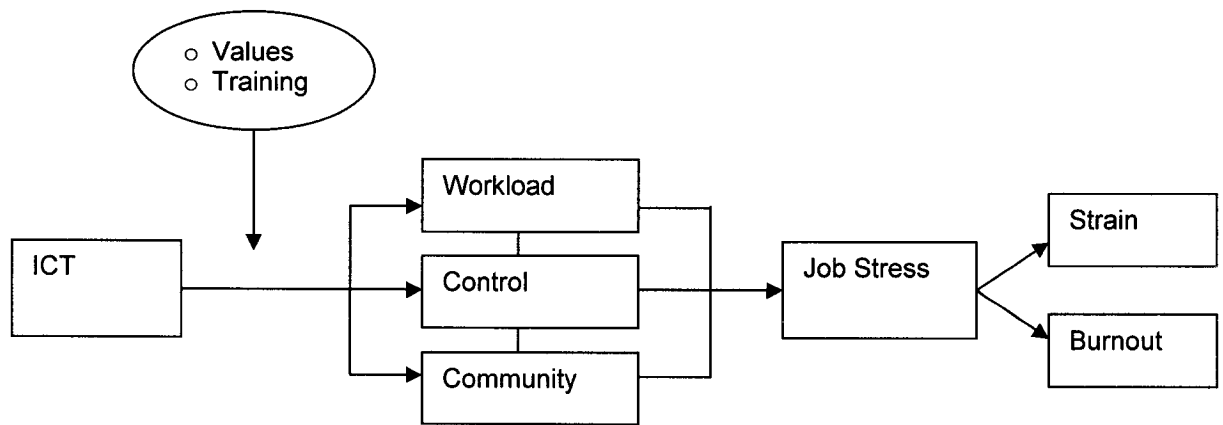 Values
Training
ICT
Workload
Control
Community
Job Stress
Strain
Burnout